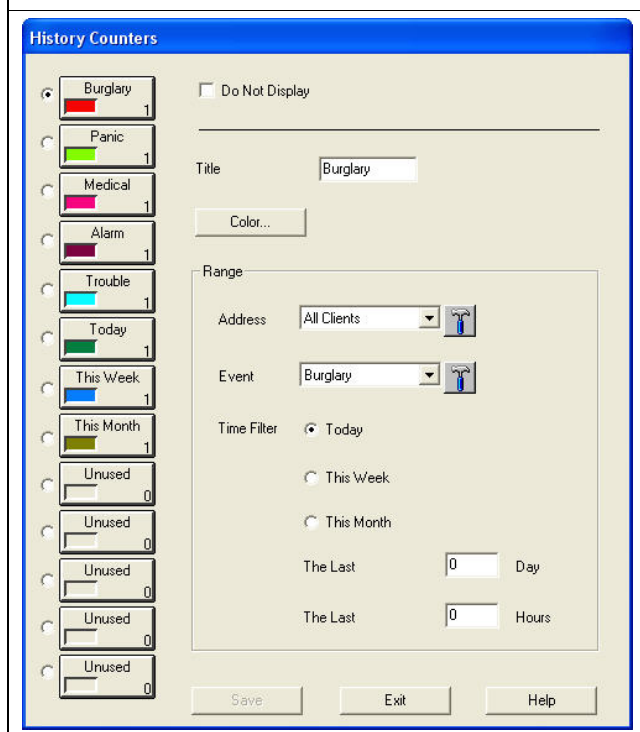 History Counters
Burglary
1
Panic
1
Medical
1
Alarm
1
Trouble
1
Today
1
This Week
1
This Month
1
Unused
0
Unused
0
Unused
0
Unused
0
Unused
0
Do Not Display
Title Burglary
Color...
Range
Address All Clients
Event Burglary
Time Filter Today
This Week
This Month
The Last 0 Day
The Last 0 Hours
Save Exit Help